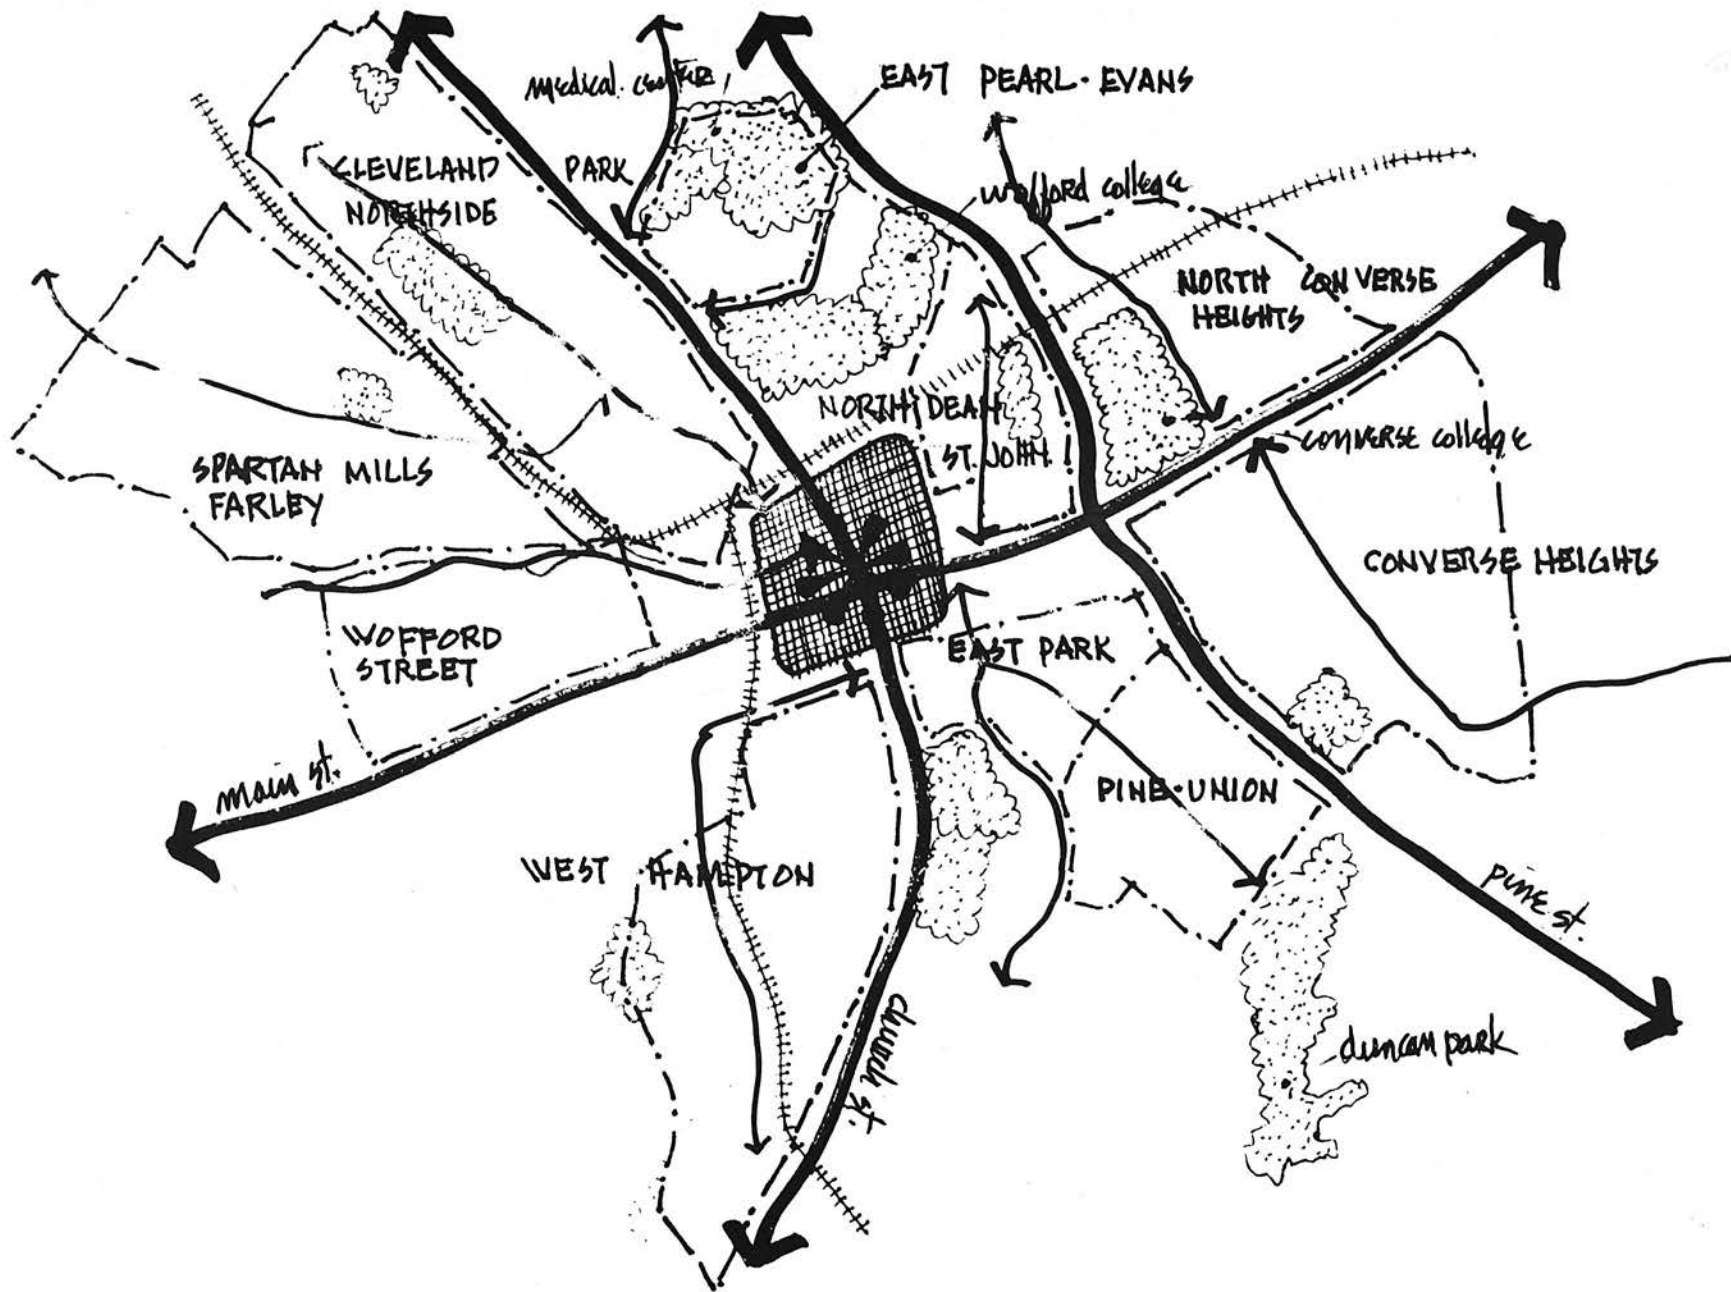 medical center
EAST PEARL-EVANS
CLEVELAND
NORTHSIDE
PARK
wofford college
NORTH CONVERSE
HEIGHTS
NORTH DEAN
ST. JOHN
converse colledge
SPARTAN MILLS
FARLEY
CONVERSE HEIGHTS
WOFFORD
STREET
EAST PARK
main st.
PINE-UNION
WEST HAMPTON
pine st.
church st.
duncan park